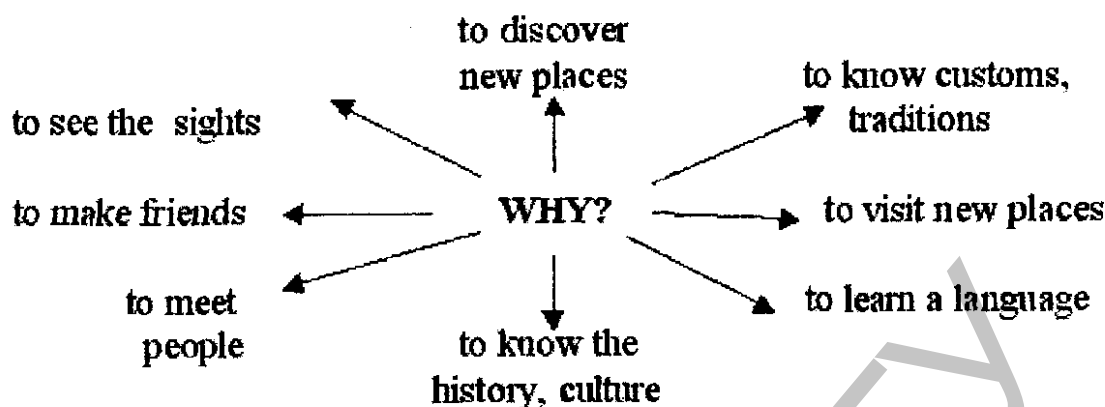 to discover
new places
to know customs,
traditions
to see the sights
to make friends
WHY?
to visit new places
to meet
people
to learn a language
to know the
history, culture